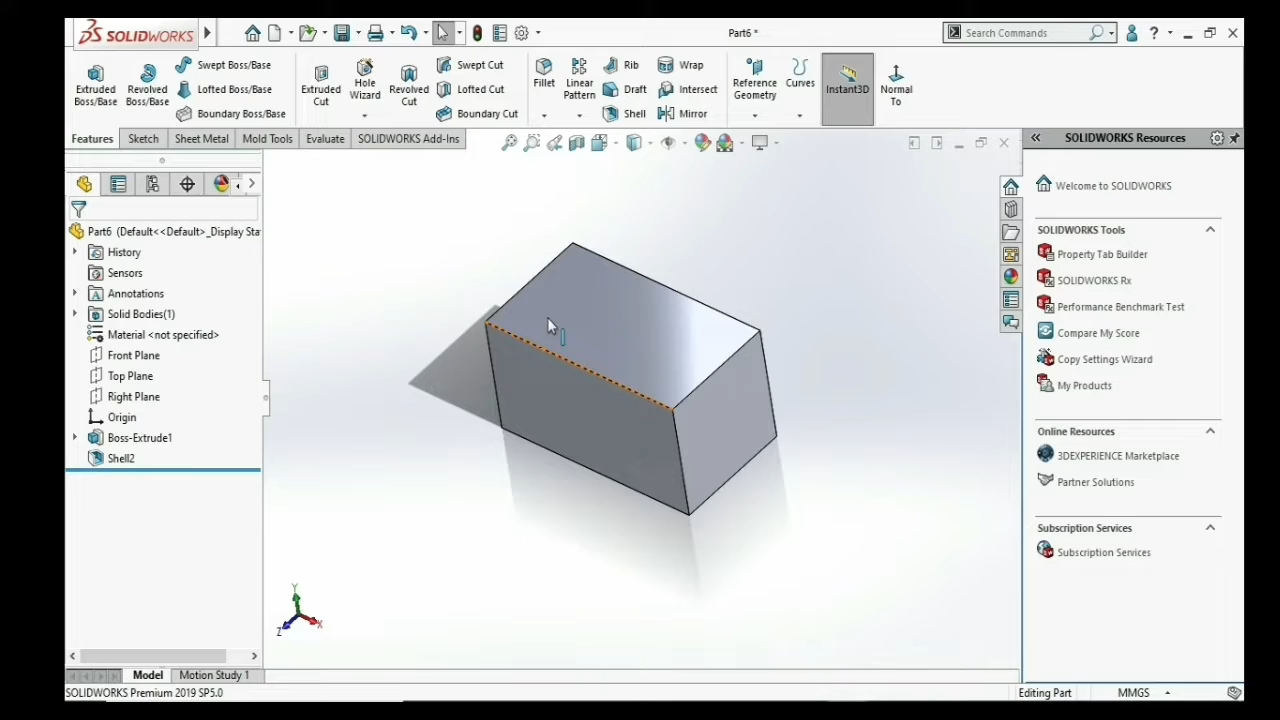 SOLIDWORKS
Part6 *
Search Commands
?
Extruded Boss/Base
Revolved Boss/Base
Swept Boss/Base
Lofted Boss/Base
Boundary Boss/Base
Extruded Cut
Hole Wizard
Revolved Cut
Swept Cut
Lofted Cut
Boundary Cut
Fillet
Linear Pattern
Rib
Draft
Shell
Wrap
Intersect
Mirror
Reference Geometry
Curves
Instant3D
Normal To
Features
Sketch
Sheet Metal
Mold Tools
Evaluate
SOLIDWORKS Add-Ins
Part6 (Default<<Default>_Display Sta
History
Sensors
Annotations
Solid Bodies(1)
Material <not specified>
Front Plane
Top Plane
Right Plane
Origin
Boss-Extrude1
Shell2
Y
Z
X
SOLIDWORKS Resources
Welcome to SOLIDWORKS
SOLIDWORKS Tools
Property Tab Builder
SOLIDWORKS Rx
Performance Benchmark Test
Compare My Score
Copy Settings Wizard
My Products
Online Resources
3DEXPERIENCE Marketplace
Partner Solutions
Subscription Services
Subscription Services
Model
Motion Study 1
SOLIDWORKS Premium 2019 SP5.0
Editing Part
MMGS